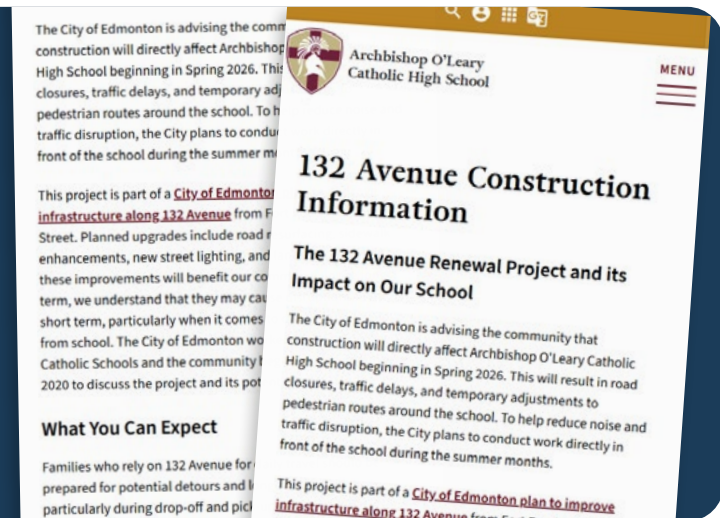 The City of Edmonton is advising the comm
construction will directly affect Archbishop
High School beginning in Spring 2026. This
closures, traffic delays, and temporary adj
pedestrian routes around the school. To h
traffic disruption, the City plans to condu
front of the school during the summer m
This project is part of a City of Edmonton
infrastructure along 132 Avenue from F
Street. Planned upgrades include road r
enhancements, new street lighting, and
these improvements will benefit our co
term, we understand that they may cau
short term, particularly when it comes
from school. The City of Edmonton wo
Catholic Schools and the community
2020 to discuss the project and its pot
What You Can Expect
Families who rely on 132 Avenue for
prepared for potential detours and
particularly during drop-off and pick
Archbishop O'Leary
Catholic High School
MENU
132 Avenue Construction
Information
The 132 Avenue Renewal Project and its
Impact on Our School
The City of Edmonton is advising the community that
construction will directly affect Archbishop O'Leary Catholic
High School beginning in Spring 2026. This will result in road
closures, traffic delays, and temporary adjustments to
pedestrian routes around the school. To help reduce noise and
traffic disruption, the City plans to conduct work directly in
front of the school during the summer months.
This project is part of a City of Edmonton plan to improve
infrastructure along 132 Avenue from